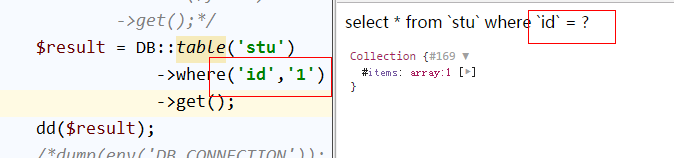 ->get();*/
$result = DB::table('stu')
->where('id','1')
->get();
dd($result);
/*dump(env('DB_CONNECTION'));
select * from `stu` where `id` = ?
Collection {#169 ▼
#items: array:1 [▶]
}